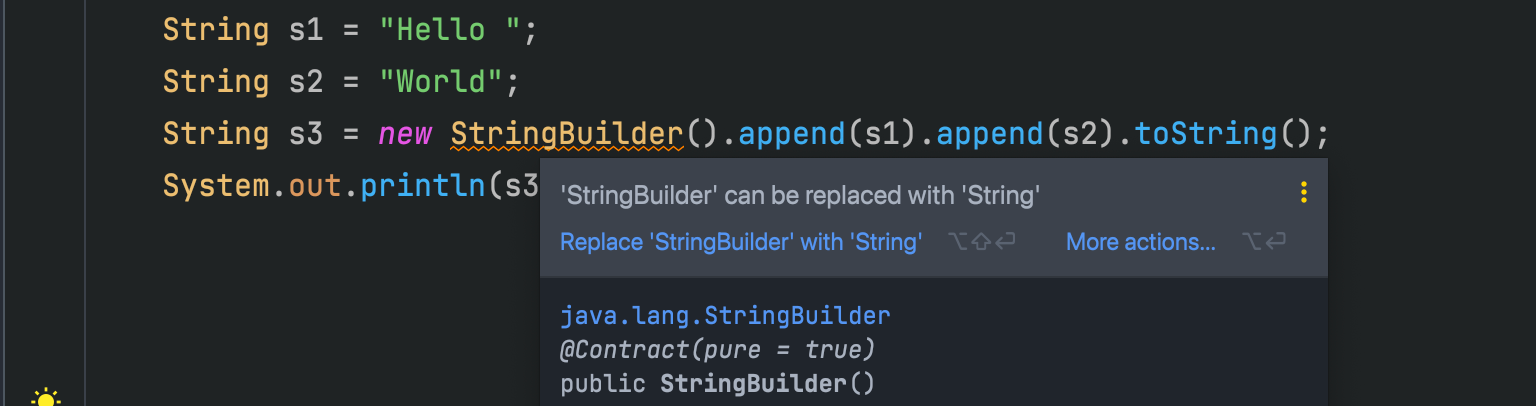 String s1 = "Hello ";
String s2 = "World";
String s3 = new StringBuilder().append(s1).append(s2).toString();
System.out.println(s3
'StringBuilder' can be replaced with 'String'
Replace 'StringBuilder' with 'String' ⌥⇧⏎ More actions... ⌥⏎
java.lang.StringBuilder
@Contract(pure = true)
public StringBuilder()